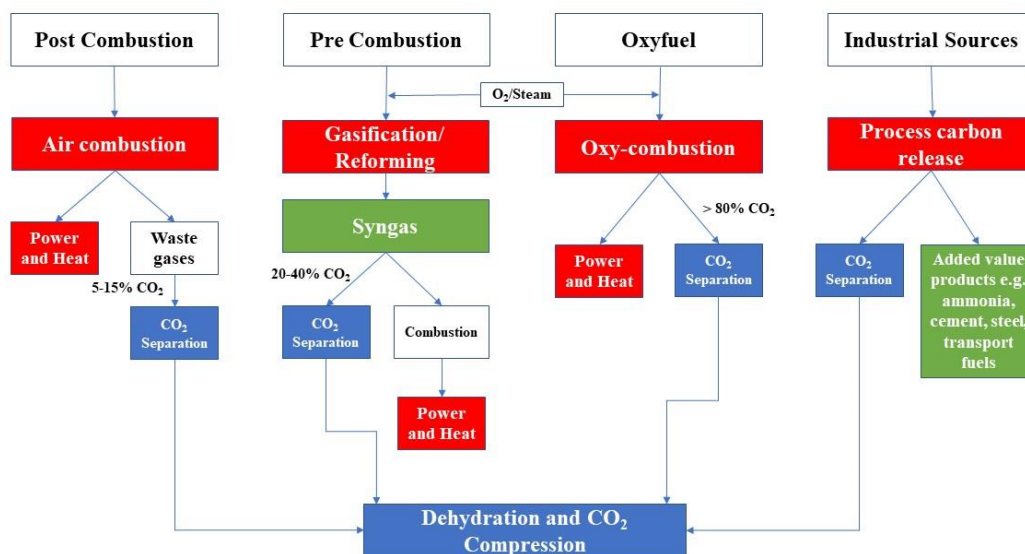 Post Combustion
Pre Combustion
Oxyfuel
Industrial Sources
O₂/Steam
Air combustion
Gasification/
Reforming
Oxy-combustion
Process carbon
release
Power
and Heat
Waste
gases
5-15% CO₂
CO₂
Separation
Syngas
20-40% CO₂
CO₂
Separation
Combustion
Power
and Heat
> 80% CO₂
Power
and Heat
CO₂
Separation
CO₂
Separation
Added value
products e.g.
ammonia,
cement, steel,
transport
fuels
Dehydration and CO₂
Compression